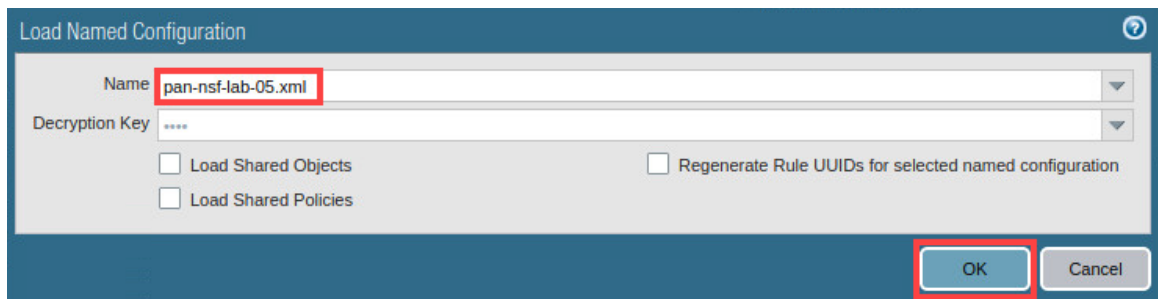 Load Named Configuration
Name pan-nsf-lab-05.xml
Decryption Key ••••
Load Shared Objects
Regenerate Rule UUIDs for selected named configuration
Load Shared Policies
OK Cancel